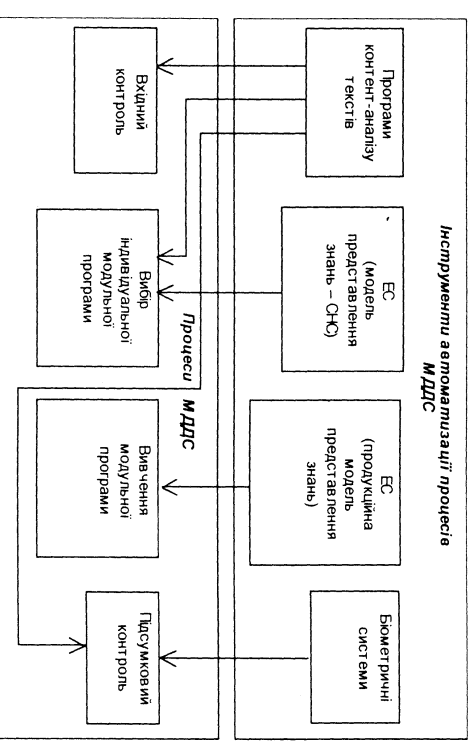 Інструменти автоматизації процесів
МДДС
Програми
контент-аналізу
текстів
ЕС
(модель
представлення
знань – СНС)
ЕС
(продукційна
модель
представлення
знань)
Біометричні
системи
Процеси МДДС
Вхідний
контроль
Вибір
індивідуальної
модульної
програми
Вивчення
модульної
програми
Підсумковий
контроль